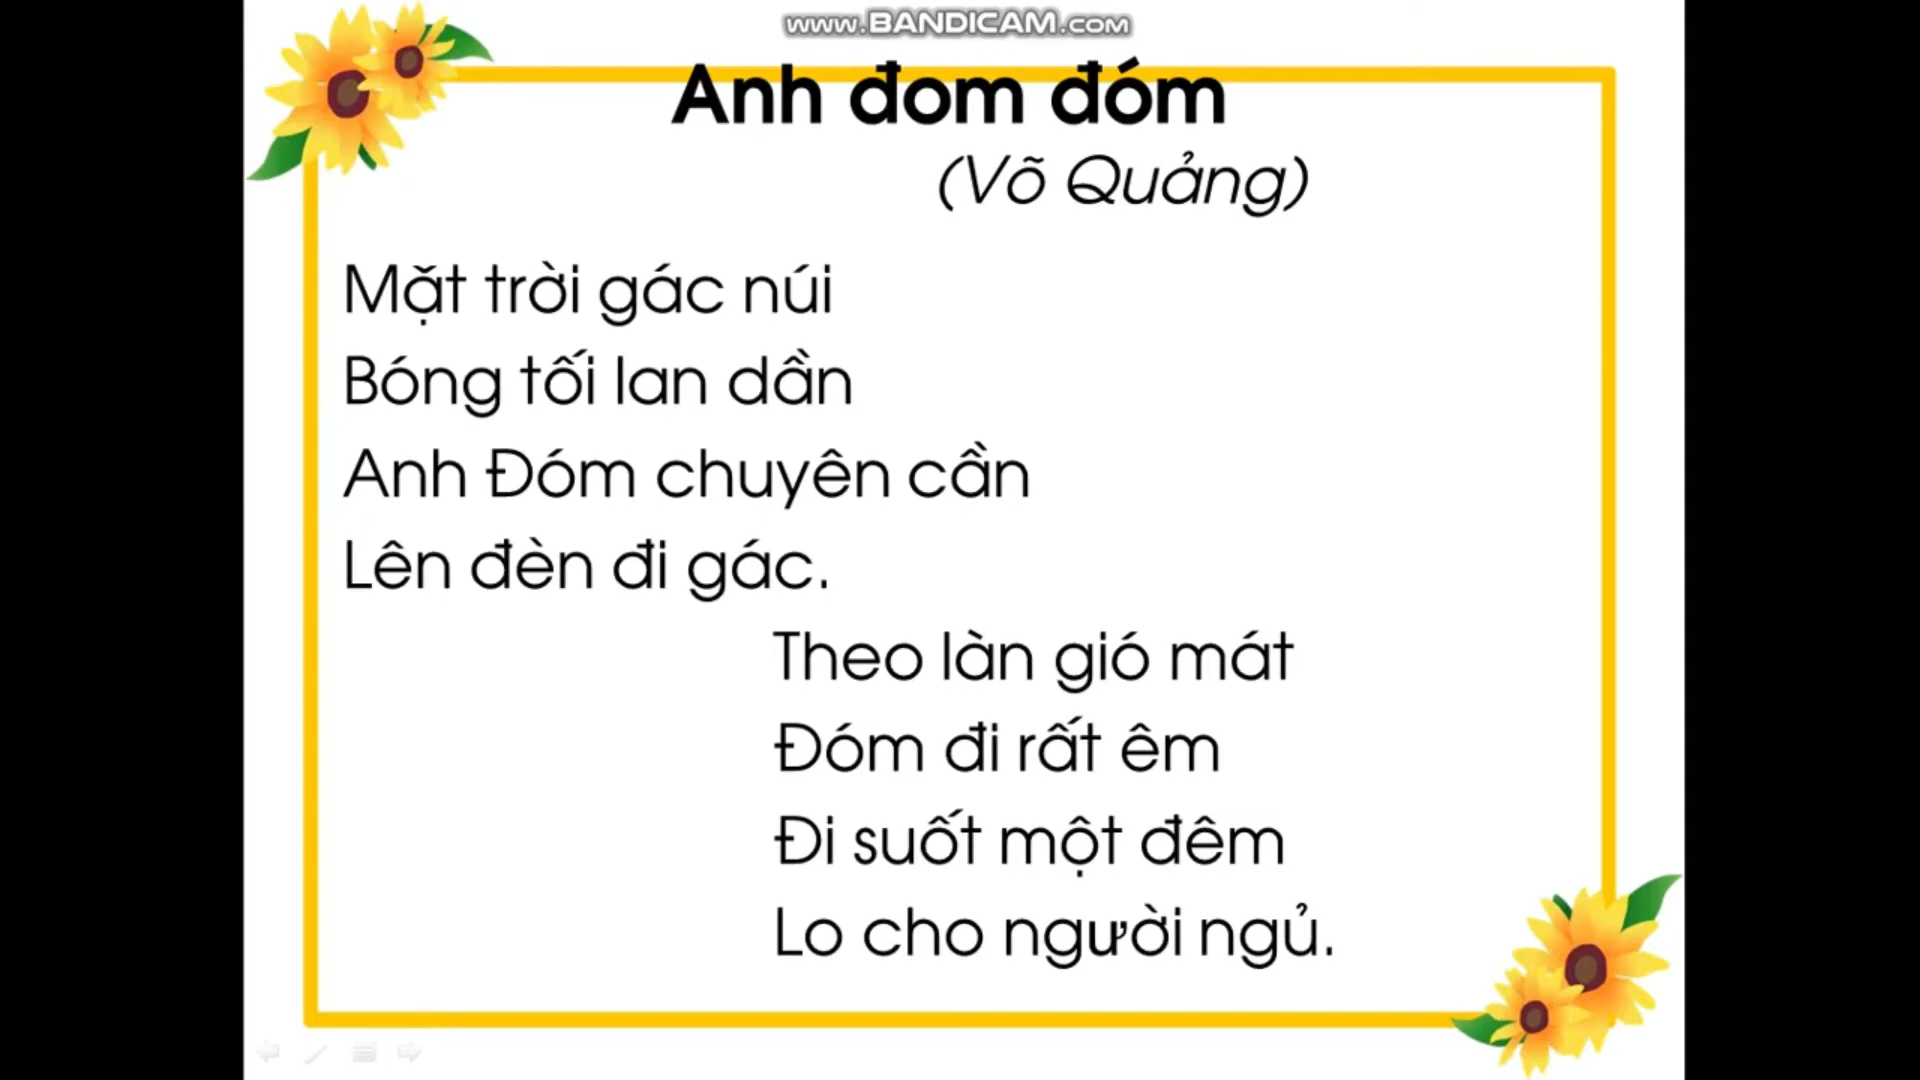 www.BANDICAM.com
Anh đom đóm
(Võ Quảng)
Mặt trời gác núi
Bóng tối lan dần
Anh Đóm chuyên cần
Lên đèn đi gác.
Theo làn gió mát
Đóm đi rất êm
Đi suốt một đêm
Lo cho người ngủ.